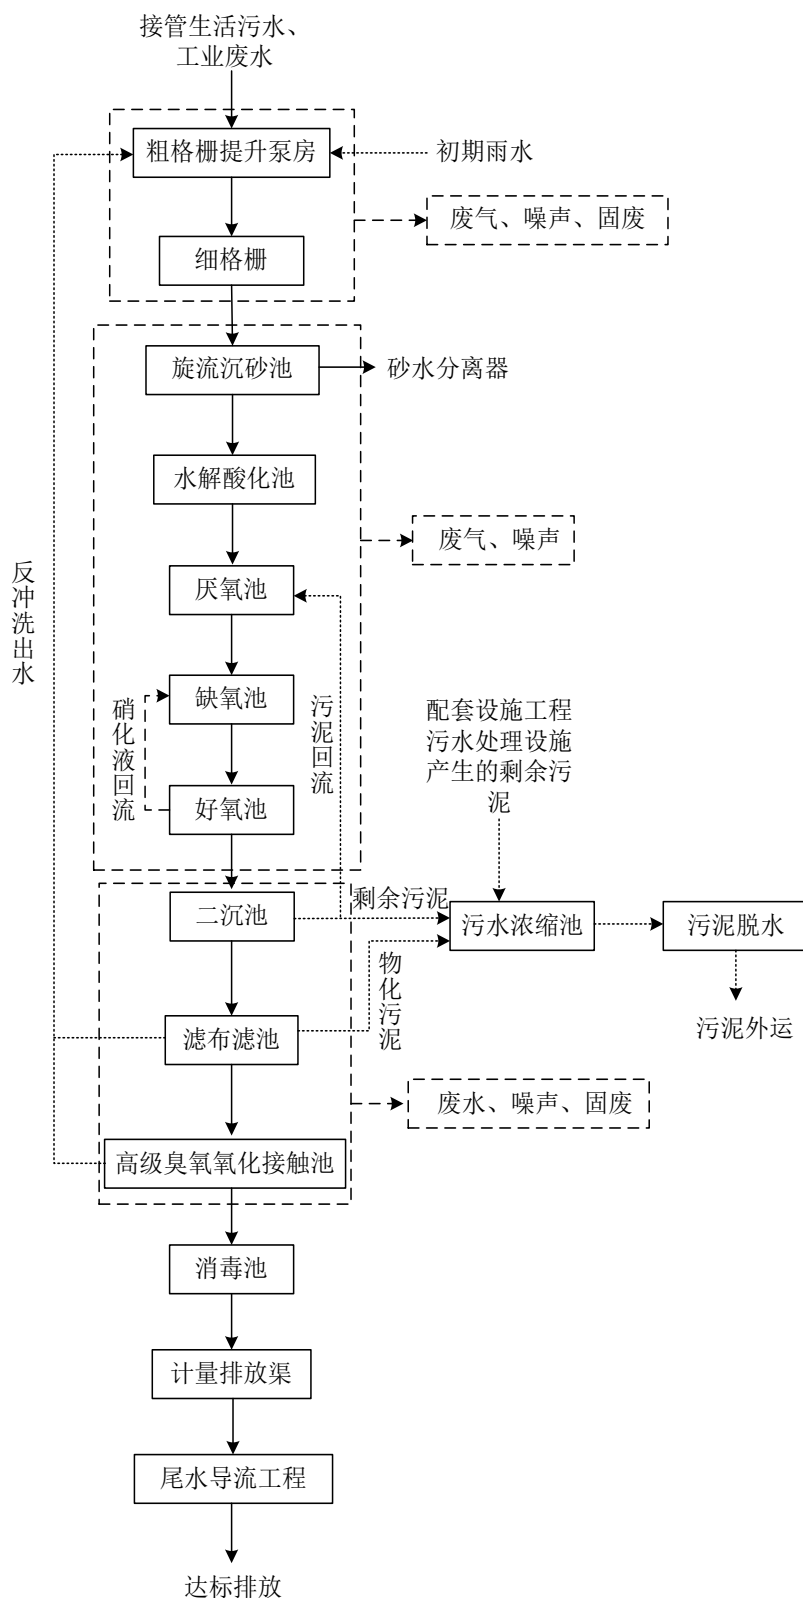 接管生活污水、
工业废水
粗格栅提升泵房
初期雨水
废气、噪声、固废
细格栅
旋流沉砂池
砂水分离器
水解酸化池
废气、噪声
厌氧池
反冲洗出水
缺氧池
硝化液回流
污泥回流
配套设施工程
污水处理设施
产生的剩余污
泥
好氧池
二沉池
剩余污泥
污水浓缩池
污泥脱水
物化污泥
滤布滤池
污泥外运
废水、噪声、固废
高级臭氧氧化接触池
消毒池
计量排放渠
尾水导流工程
达标排放